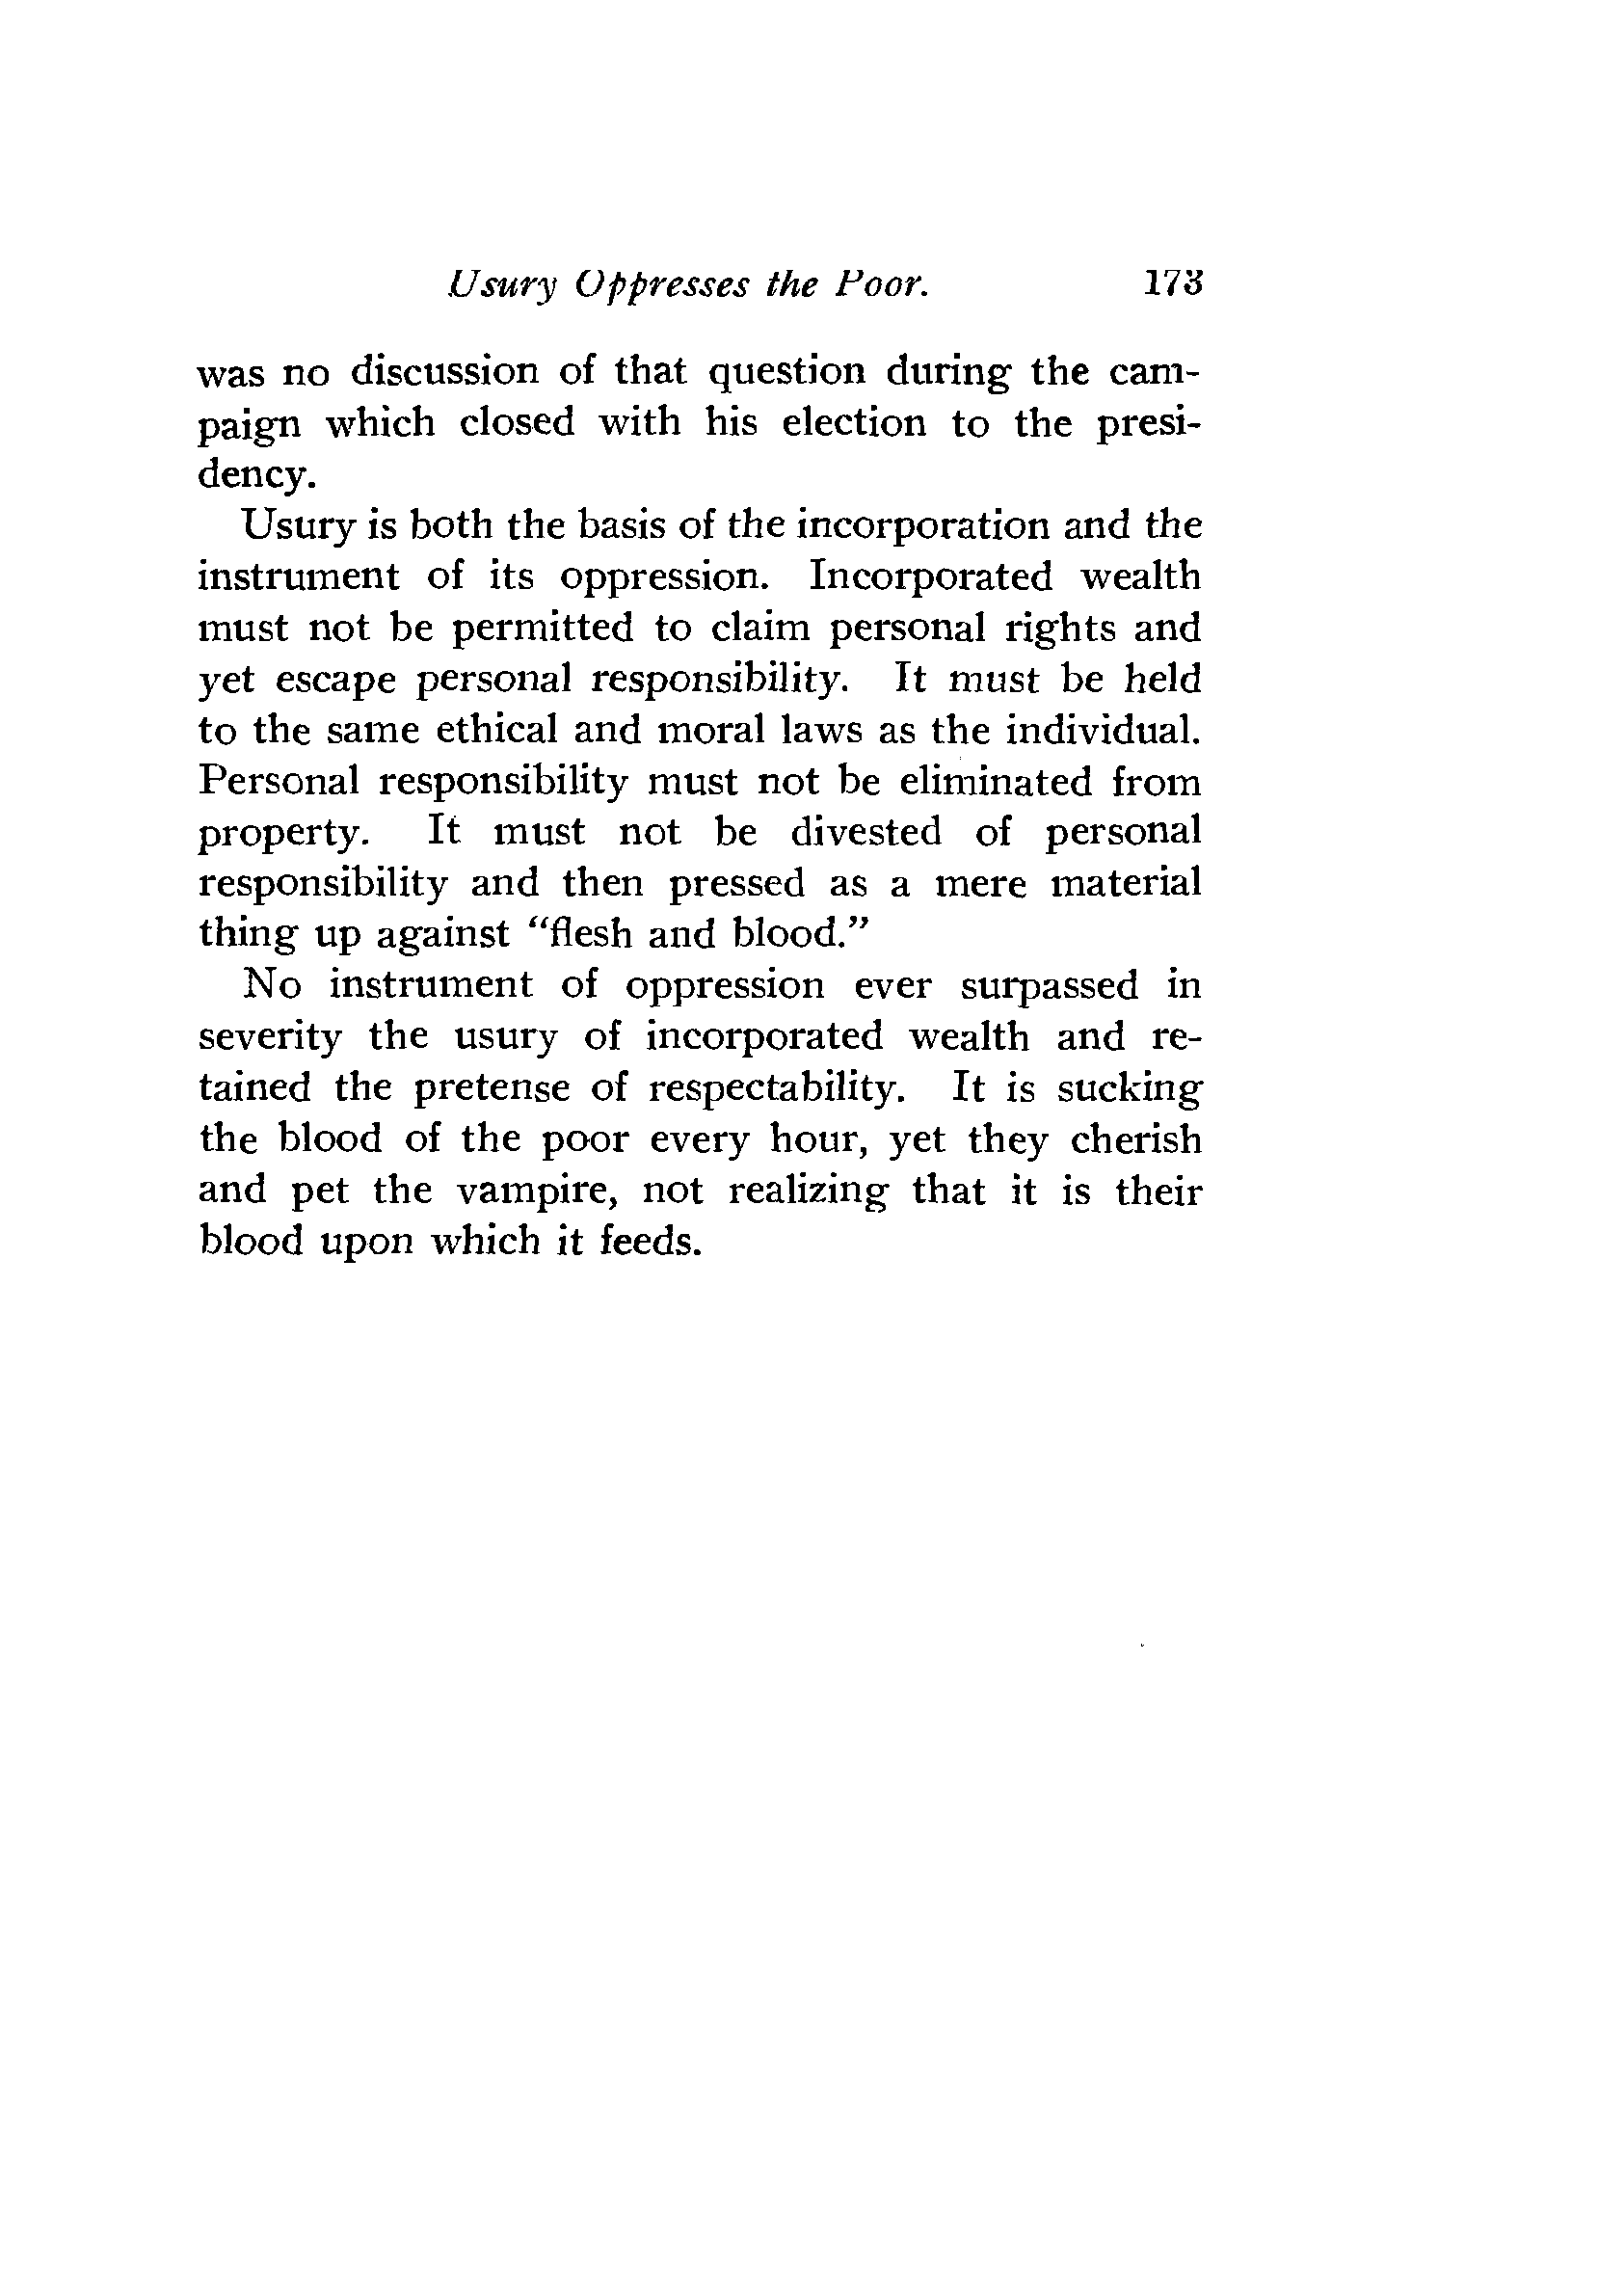 Usury Oppresses the Poor. 173
was no discussion of that question during the cam-
paign which closed with his election to the presi-
dency.
Usury is both the basis of the incorporation and the
instrument of its oppression. Incorporated wealth
must not be permitted to claim personal rights and
yet escape personal responsibility. It must be held
to the same ethical and moral laws as the individual.
Personal responsibility must not be eliminated from
property. It must not be divested of personal
responsibility and then pressed as a mere material
thing up against “flesh and blood.”
No instrument of oppression ever surpassed in
severity the usury of incorporated wealth and re-
tained the pretense of respectability. It is sucking
the blood of the poor every hour, yet they cherish
and pet the vampire, not realizing that it is their
blood upon which it feeds.